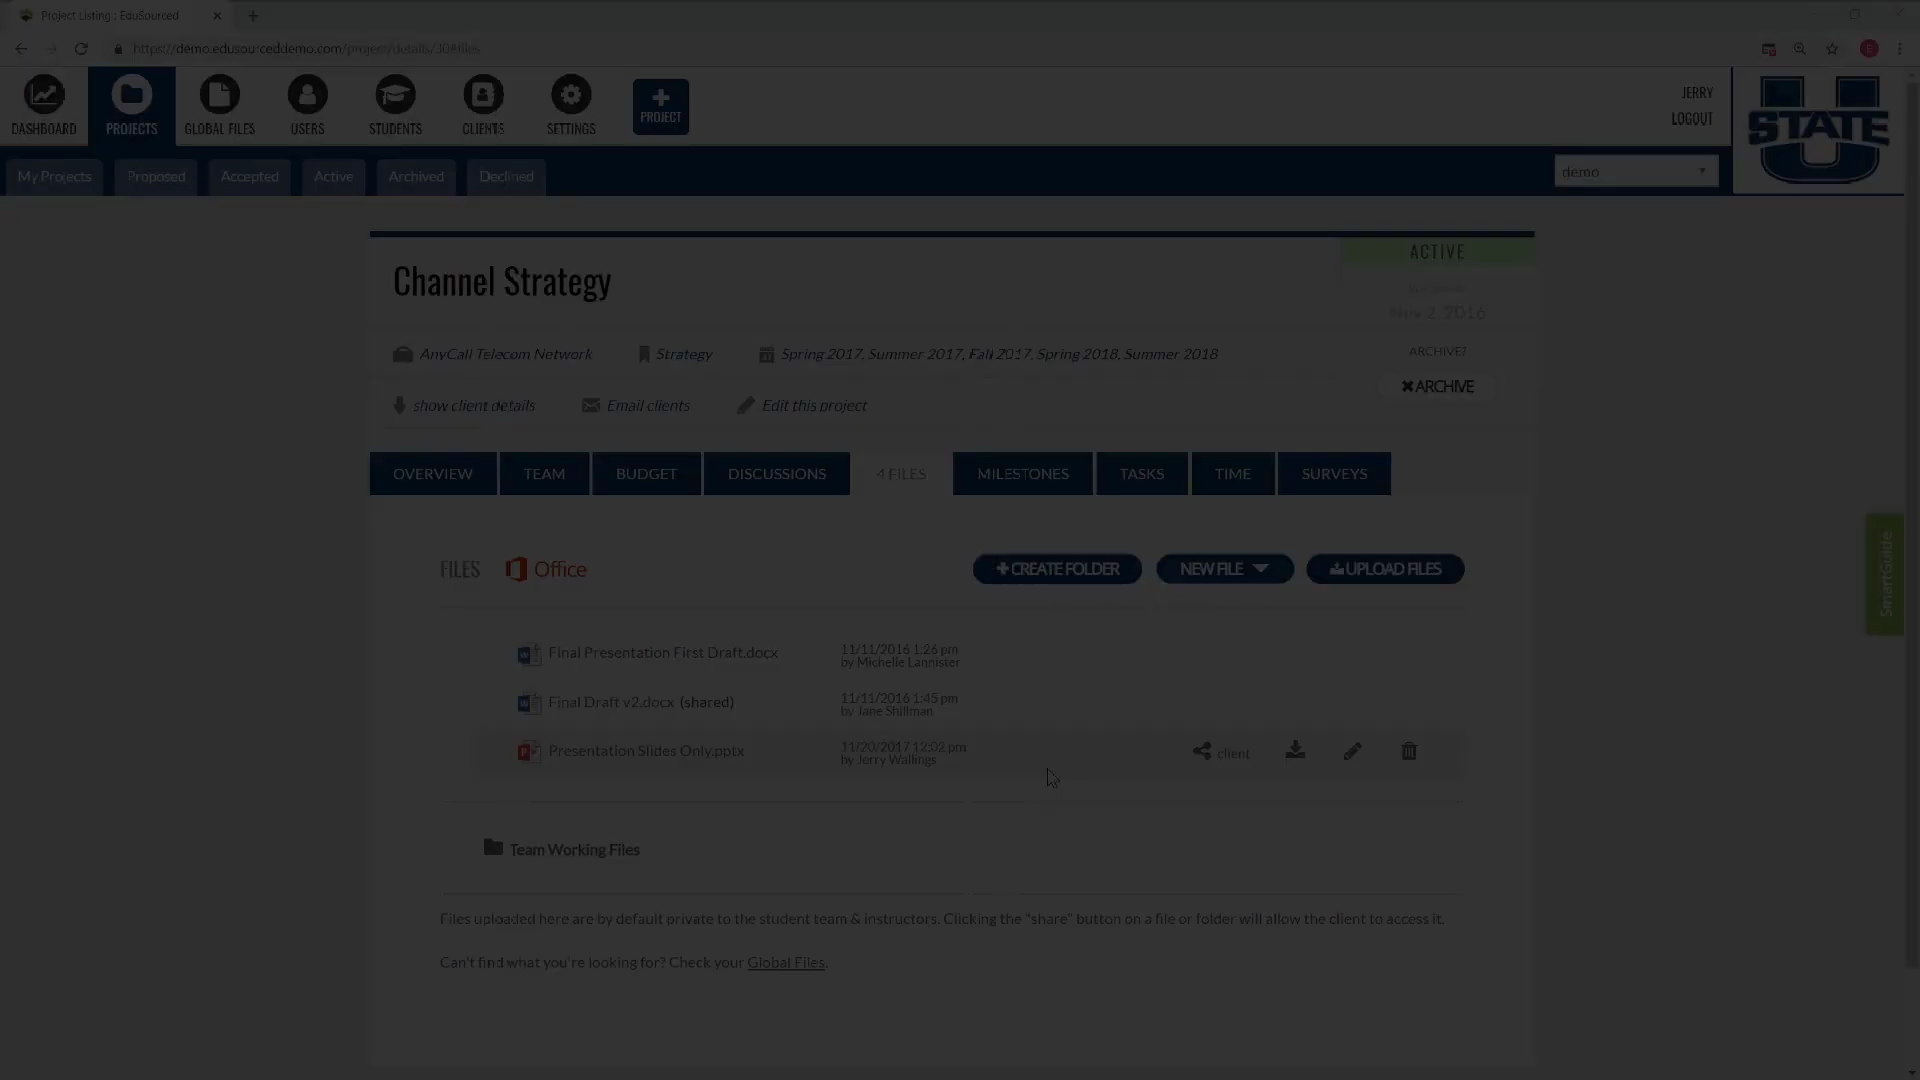 Project Listing : EduSourced
https://demo.edusourceddemo.com/project/details/30#files
E
DASHBOARD
PROJECTS
GLOBAL FILES
USERS
STUDENTS
CLIENTS
SETTINGS
PROJECT
JERRY
LOGOUT
U STATE
My Projects
Proposed
Accepted
Active
Archived
Declined
demo
Channel Strategy
ACTIVE
Nov 2, 2016
AnyCall Telecom Network
Strategy
Spring 2017, Summer 2017, Fall 2017, Spring 2018, Summer 2018
ARCHIVE?
ARCHIVE
show client details
Email clients
Edit this project
OVERVIEW
TEAM
BUDGET
DISCUSSIONS
4 FILES
MILESTONES
TASKS
TIME
SURVEYS
SmartGuide
FILES
Office
CREATE FOLDER
NEW FILE
UPLOAD FILES
Final Presentation First Draft.docx
11/11/2016 1:26 pm
by Michelle Lannister
Final Draft v2.docx (shared)
11/11/2016 1:45 pm
by Jane Shillman
Presentation Slides Only.pptx
11/20/2017 12:02 pm
by Jerry Wallings
client
Team Working Files
Files uploaded here are by default private to the student team & instructors. Clicking the "share" button on a file or folder will allow the client to access it.
Can't find what you're looking for? Check your Global Files.